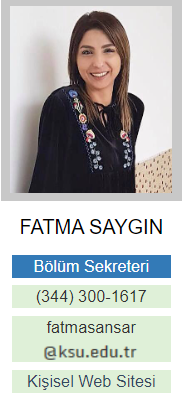 FATMA SAYGIN
Bölüm Sekreteri
(344) 300-1617
fatmasansar
@ksu.edu.tr
Kişisel Web Sitesi